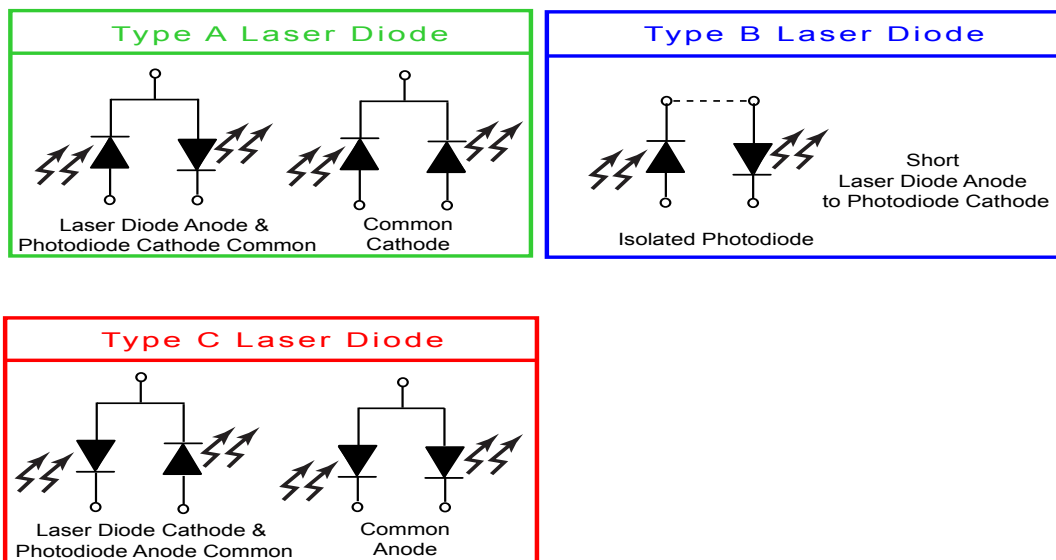 Type A Laser Diode
Laser Diode Anode &
Photodiode Cathode Common
Common
Cathode
Type B Laser Diode
Isolated Photodiode
Short
Laser Diode Anode
to Photodiode Cathode
Type C Laser Diode
Laser Diode Cathode &
Photodiode Anode Common
Common
Anode